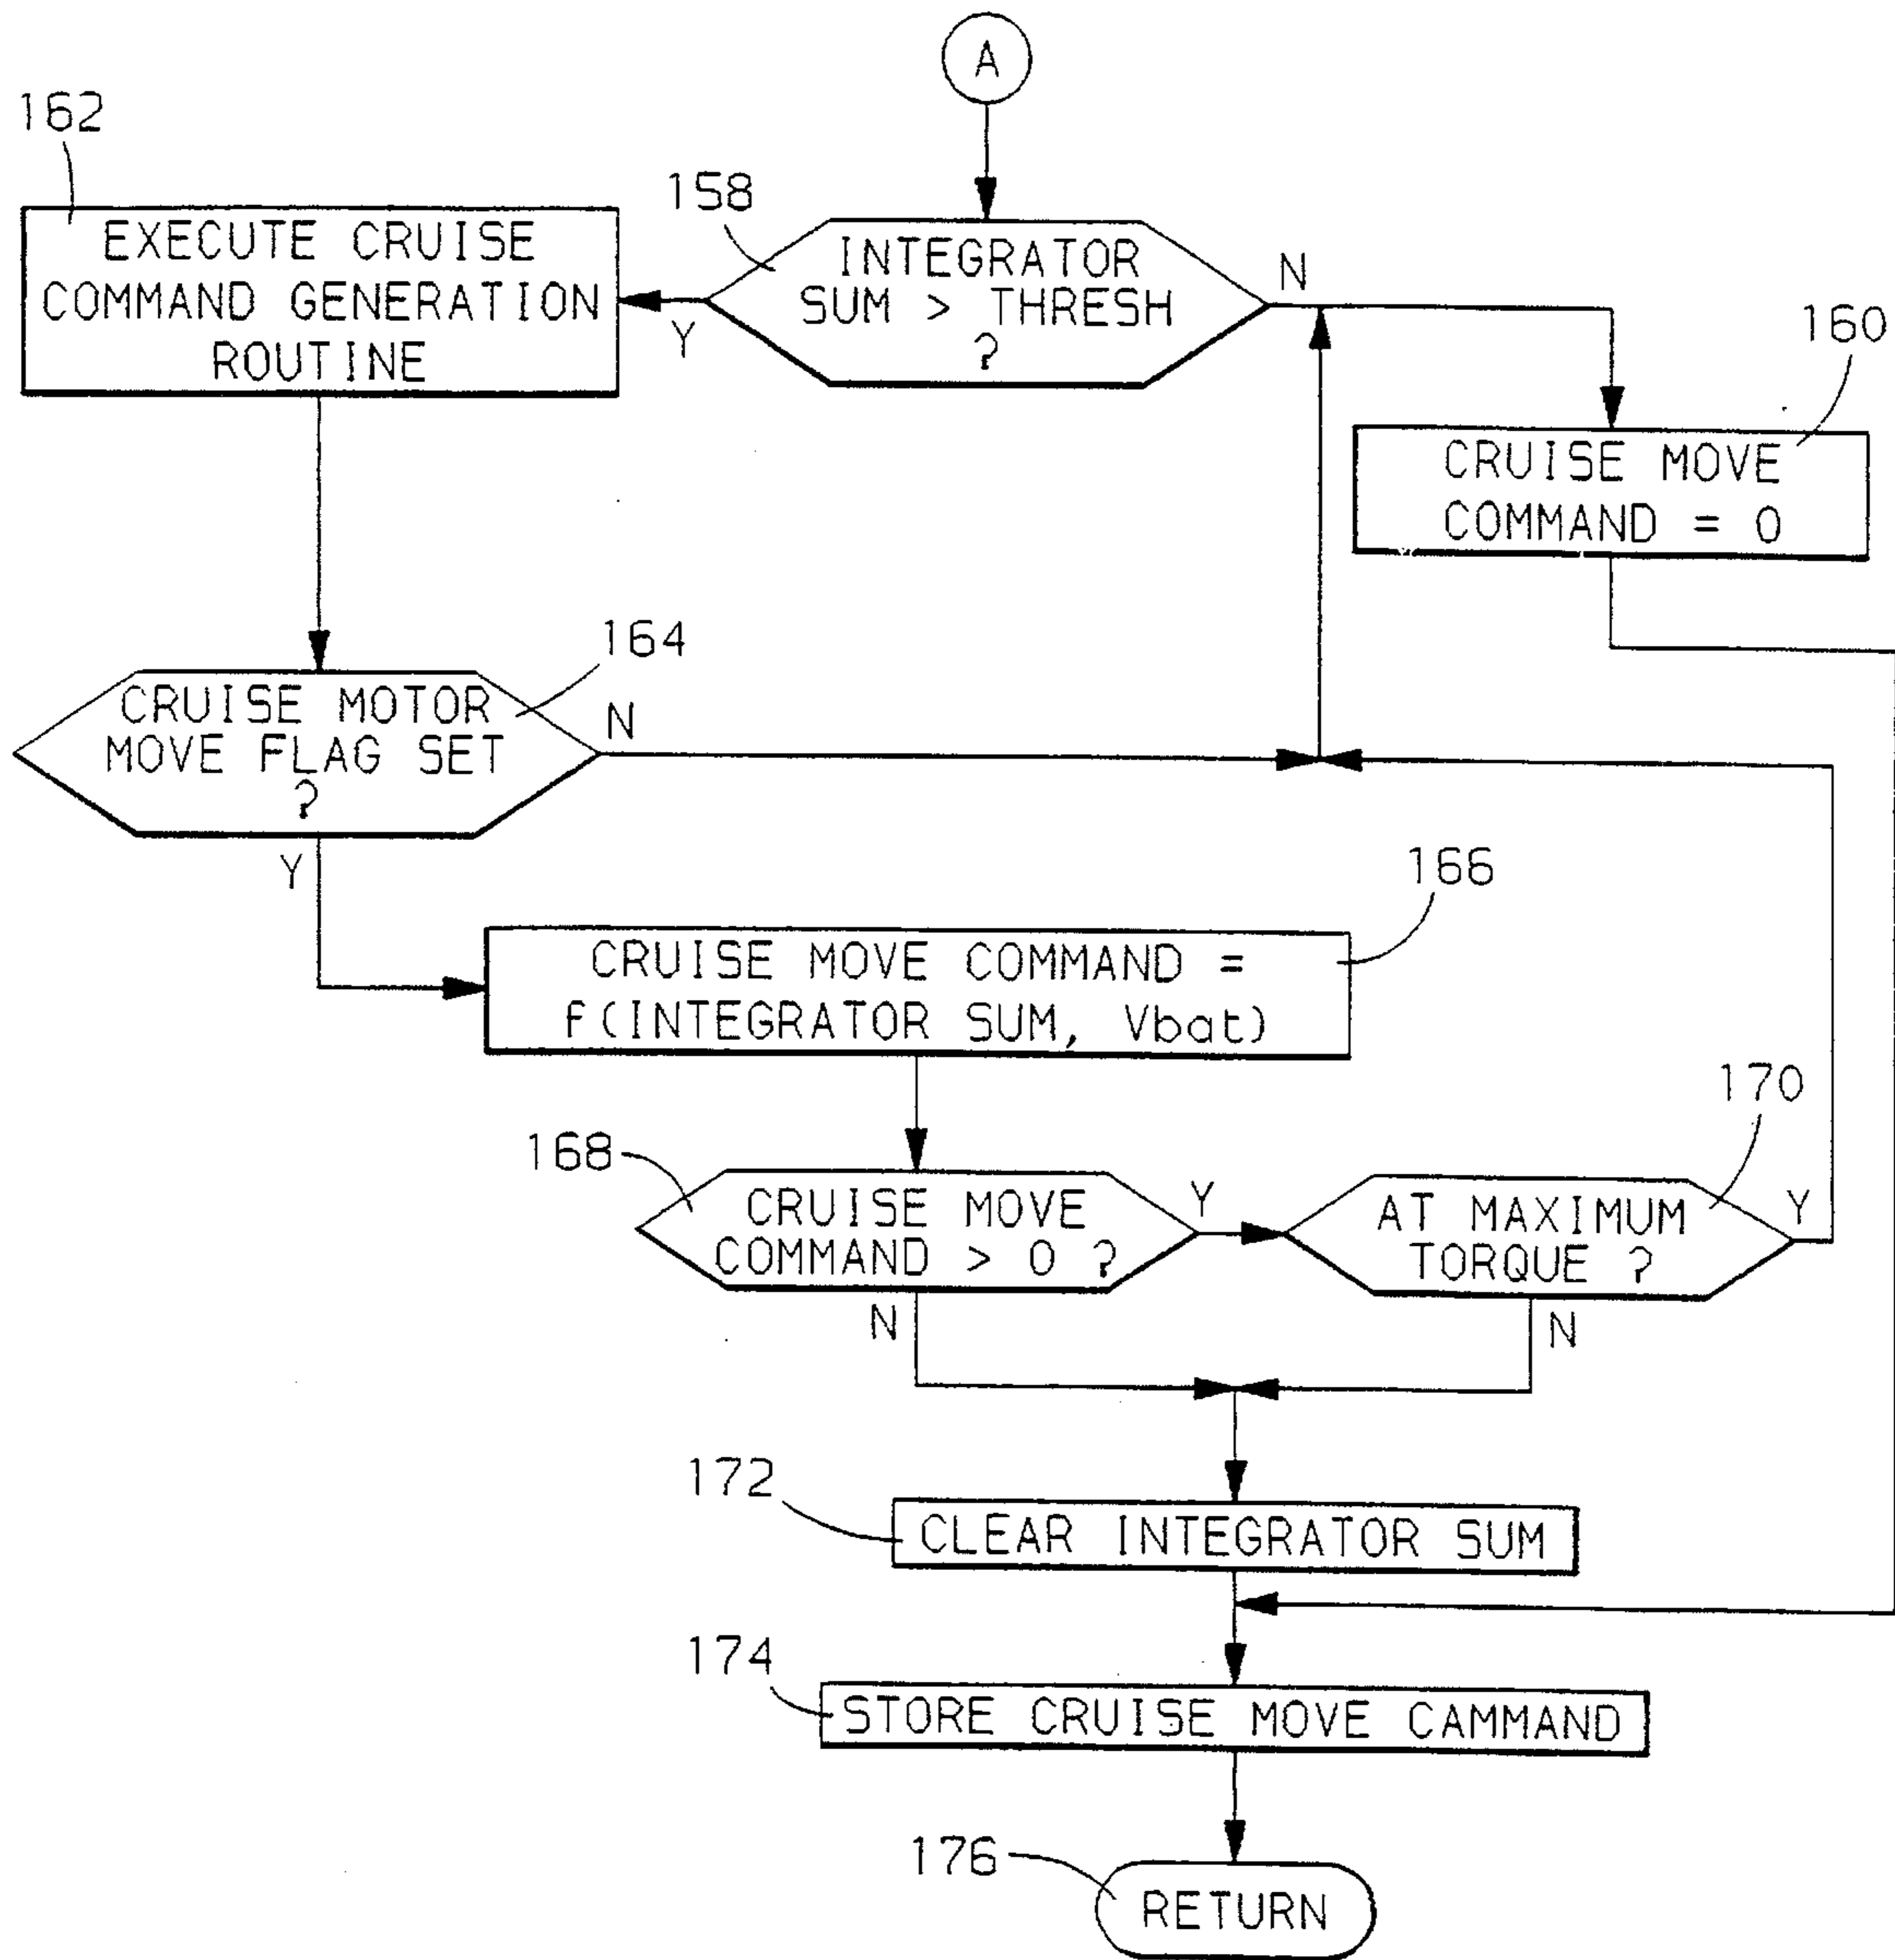 A
162
158
EXECUTE CRUISE
COMMAND GENERATION
ROUTINE
INTEGRATOR
SUM > THRESH
?
Y
N
160
CRUISE MOVE
COMMAND = 0
164
CRUISE MOTOR
MOVE FLAG SET
?
N
Y
166
CRUISE MOVE COMMAND =
f(INTEGRATOR SUM, Vbat)
168
CRUISE MOVE
COMMAND > 0 ?
Y
N
170
AT MAXIMUM
TORQUE ?
Y
N
172
CLEAR INTEGRATOR SUM
174
STORE CRUISE MOVE CAMMAND
176
RETURN